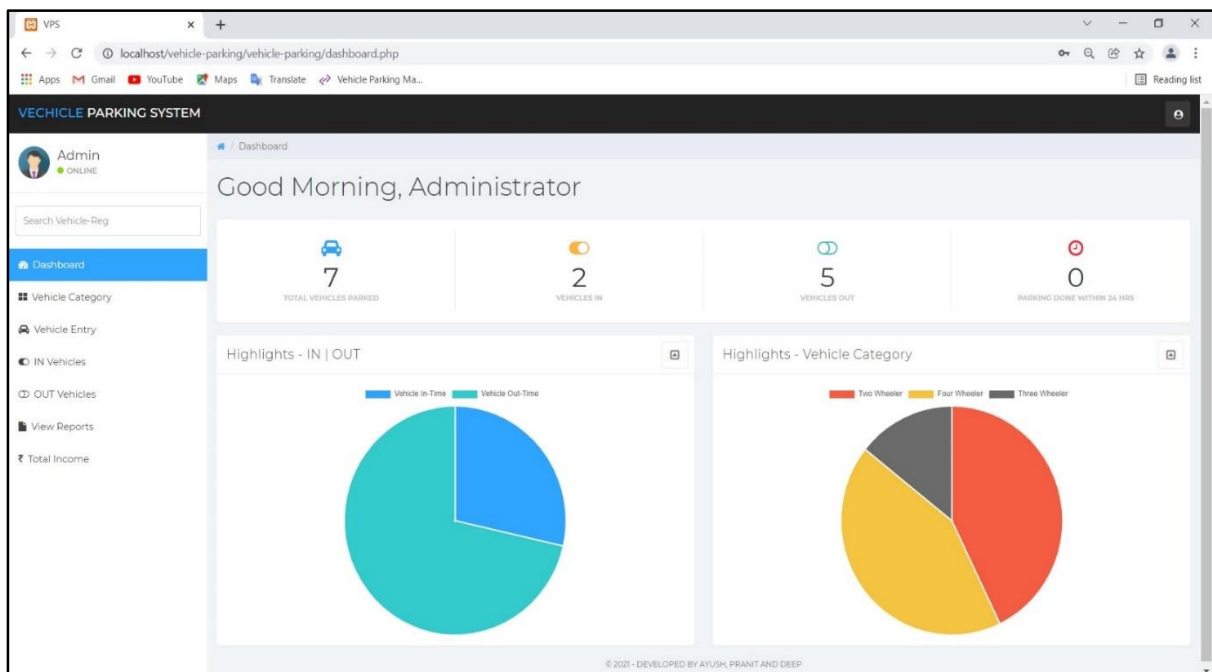 VPS
localhost/vehicle-parking/vehicle-parking/dashboard.php
Apps Gmail YouTube Maps Translate Vehicle Parking Ma... Reading list
VECHICLE PARKING SYSTEM
Admin
ONLINE
Search Vehicle-Reg
Dashboard
Vehicle Category
Vehicle Entry
IN Vehicles
OUT Vehicles
View Reports
₹ Total Income
/ Dashboard
Good Morning, Administrator
7
TOTAL VEHICLES PARKED
2
VEHICLES IN
5
VEHICLES OUT
0
PARKING DONE WITHIN 24 HRS
Highlights - IN | OUT
Vehicle In-Time Vehicle Out-Time
Highlights - Vehicle Category
Two Wheeler Four Wheeler Three Wheeler
© 2021 - DEVELOPED BY AYUSH, PRANIT AND DEEP